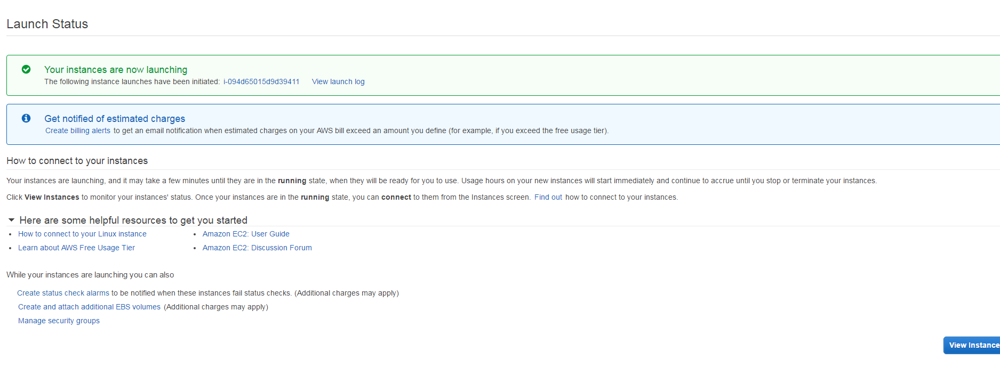 Launch Status
Your instances are now launching
The following instance launches have been initiated: i-094d65015d9d39411 View launch log
Get notified of estimated charges
Create billing alerts to get an email notification when estimated charges on your AWS bill exceed an amount you define (for example, if you exceed the free usage tier).
How to connect to your instances
Your instances are launching, and it may take a few minutes until they are in the running state, when they will be ready for you to use. Usage hours on your new instances will start immediately and continue to accrue until you stop or terminate your instances.
Click View Instances to monitor your instances' status. Once your instances are in the running state, you can connect to them from the Instances screen. Find out how to connect to your instances.
Here are some helpful resources to get you started
• How to connect to your Linux instance
• Learn about AWS Free Usage Tier
• Amazon EC2: User Guide
• Amazon EC2: Discussion Forum
While your instances are launching you can also
Create status check alarms to be notified when these instances fail status checks. (Additional charges may apply)
Create and attach additional EBS volumes (Additional charges may apply)
Manage security groups
View Instance